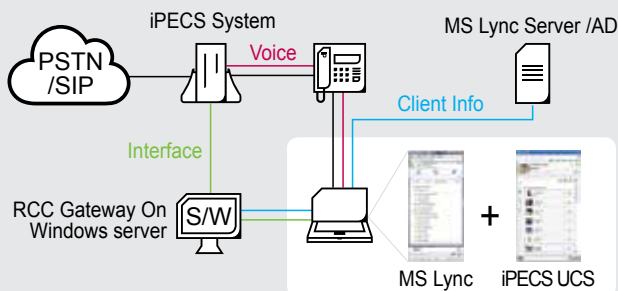 iPECS System
MS Lync Server /AD
PSTN
/SIP
Voice
Client Info
Interface
RCC Gateway On
Windows server
S/W
+
MS Lync
iPECS UCS